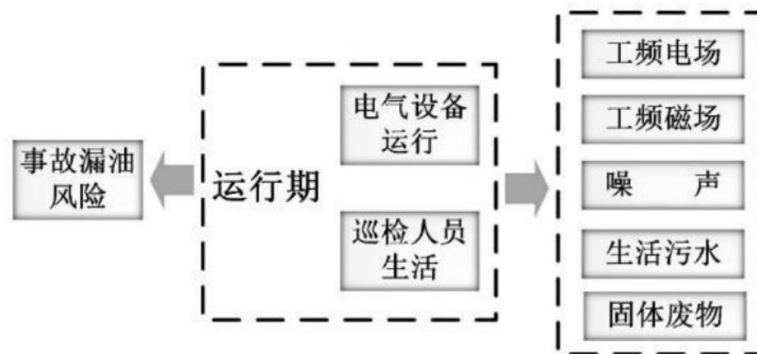 事故漏油
风险
运行期
电气设备
运行
巡检人员
生活
工频电场
工频磁场
噪 声
生活污水
固体废物